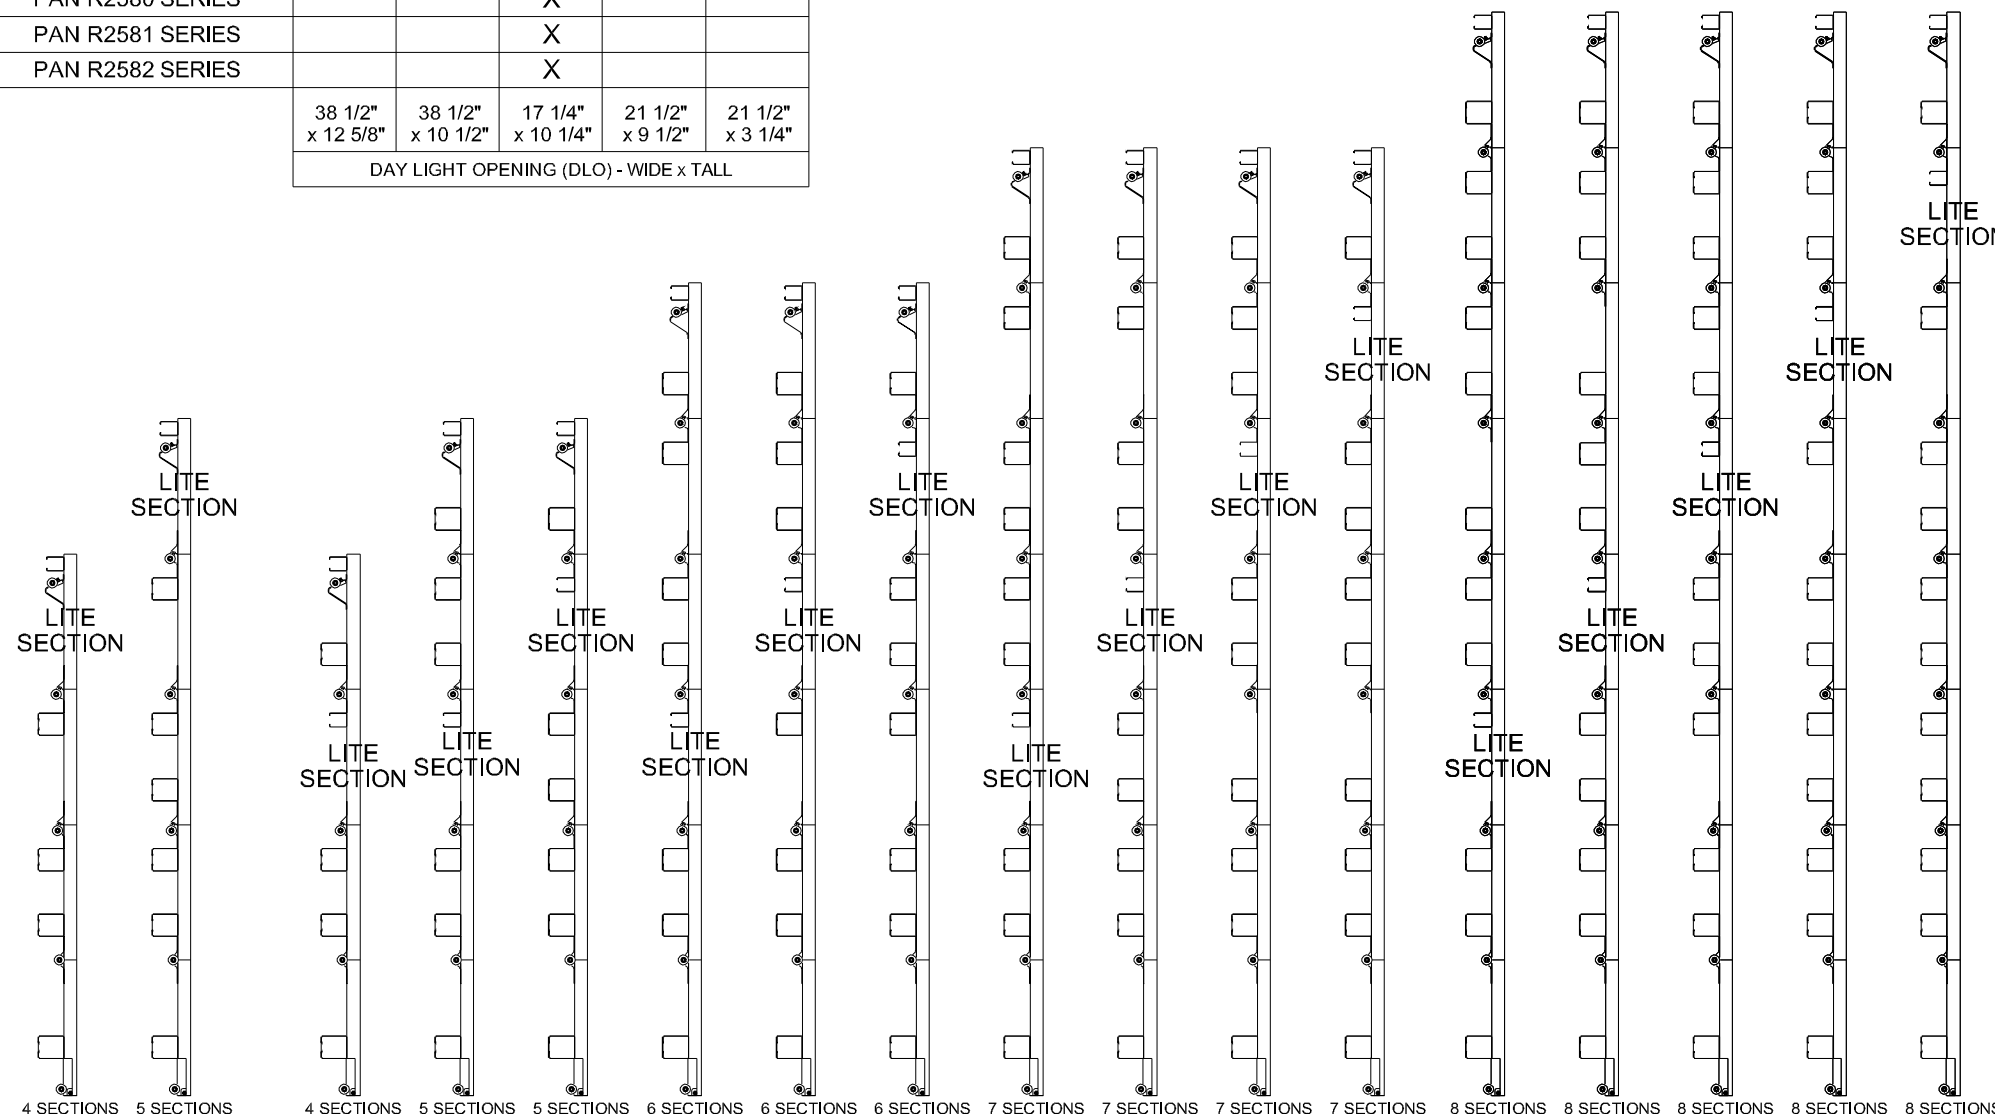 PAN R2580 SERIES X
PAN R2581 SERIES X
PAN R2582 SERIES X
38 1/2" 38 1/2" 17 1/4" 21 1/2" 21 1/2"
x 12 5/8" x 10 1/2" x 10 1/4" x 9 1/2" x 3 1/4"
DAY LIGHT OPENING (DLO) - WIDE x TALL
LITE
SECTION
LITE
SECTION
LITE
SECTION
LITE
SECTION
LITE
SECTION
LITE
SECTION
LITE
SECTION
LITE
SECTION
LITE
SECTION
LITE
SECTION
LITE
SECTION
LITE
SECTION
LITE
SECTION
LITE
SECTION
LITE
SECTION
LITE
SECTION
LITE
SECTION
4 SECTIONS 5 SECTIONS 4 SECTIONS 5 SECTIONS 5 SECTIONS 6 SECTIONS 6 SECTIONS 6 SECTIONS 7 SECTIONS 7 SECTIONS 7 SECTIONS 7 SECTIONS 8 SECTIONS 8 SECTIONS 8 SECTIONS 8 SECTIONS 8 SECTIONS